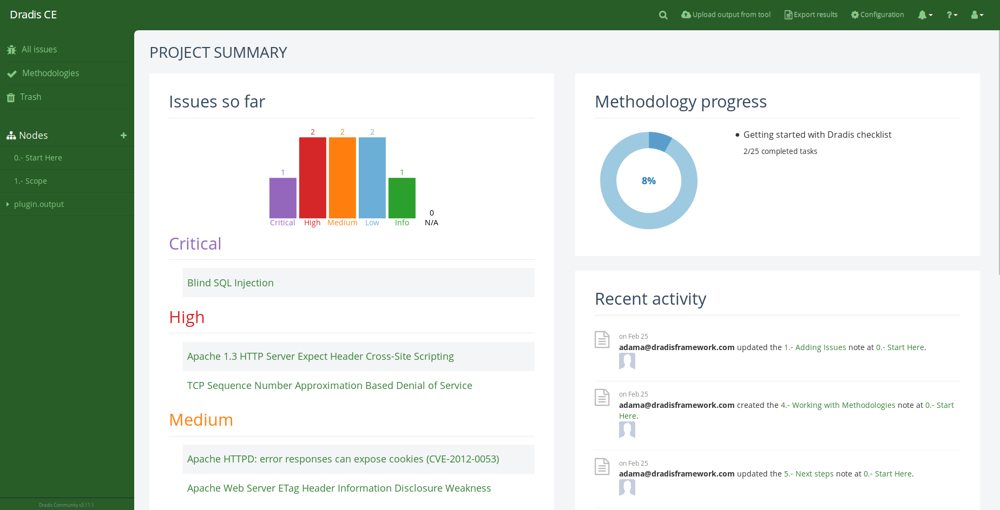 Dradis CE
Upload output from tool
Export results
Configuration
?
All issues
Methodologies
Trash
Nodes
0.- Start Here
1.- Scope
plugin.output
Dradis Community v3.11.1
PROJECT SUMMARY
Issues so far
2 2 2
1 1
0
Critical High Medium Low Info N/A
Critical
Blind SQL Injection
High
Apache 1.3 HTTP Server Expect Header Cross-Site Scripting
TCP Sequence Number Approximation Based Denial of Service
Medium
Apache HTTPD: error responses can expose cookies (CVE-2012-0053)
Apache Web Server ETag Header Information Disclosure Weakness
Methodology progress
8%
Getting started with Dradis checklist
2/25 completed tasks
Recent activity
on Feb 25
adama@dradisframework.com updated the 1.- Adding Issues note at 0.- Start Here.
on Feb 25
adama@dradisframework.com created the 4.- Working with Methodologies note at 0.- Start
Here.
on Feb 25
adama@dradisframework.com updated the 5.- Next steps note at 0.- Start Here.